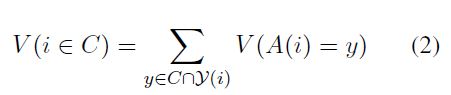 V(i ∈ C) = ∑_{y∈C∩𝒴(i)} V(A(i) = y) (2)